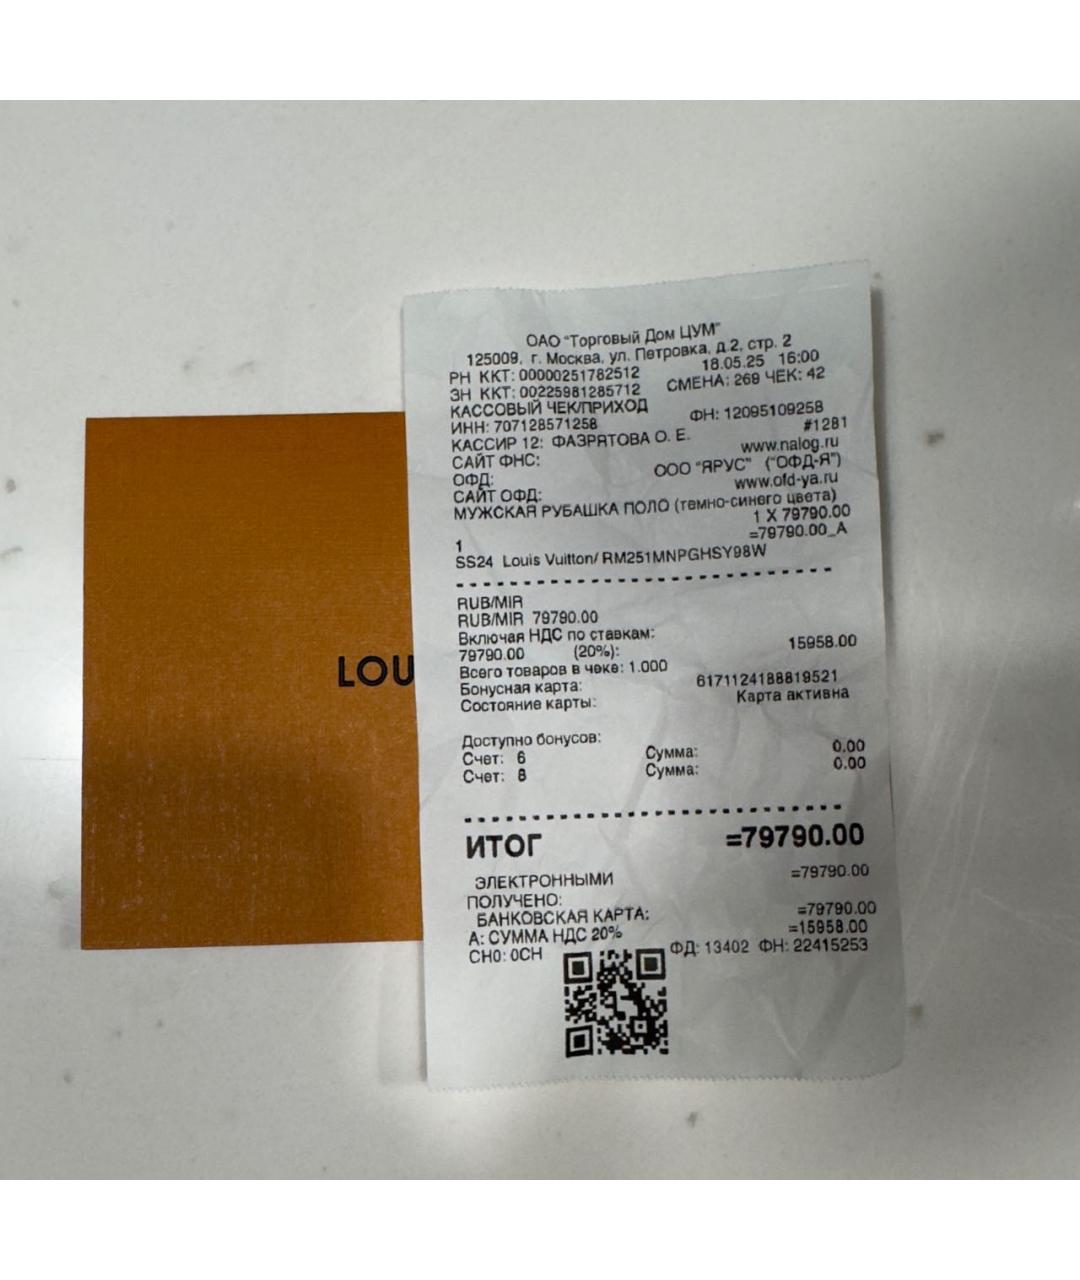 LOU
ОАО "Торговый Дом ЦУМ"
125009, г. Москва, ул. Петровка, д.2, стр. 2
РН ККТ: 00000251782512 18.05.25 16:00
ЗН ККТ: 00225981285712 СМЕНА: 269 ЧЕК: 42
КАССОВЫЙ ЧЕК/ПРИХОД
ИНН: 707128571258 ФН: 12095109258
КАССИР 12: ФАЗРЯТОВА О. Е. #1281
САЙТ ФНС: www.nalog.ru
ОФД: ООО "ЯРУС" ("ОФД-Я")
САЙТ ОФД: www.ofd-ya.ru
МУЖСКАЯ РУБАШКА ПОЛО (темно-синего цвета)
1 X 79790.00
1 =79790.00_А
SS24 Louis Vuitton/ RM251MNPGHSY98W
RUB/MIR
RUB/MIR 79790.00
Включая НДС по ставкам:
79790.00 (20%): 15958.00
Всего товаров в чеке: 1.000
Бонусная карта: 6171124188819521
Состояние карты: Карта активна
Доступно бонусов:
Счет: 6 Сумма: 0.00
Счет: 8 Сумма: 0.00
ИТОГ =79790.00
ЭЛЕКТРОННЫМИ =79790.00
ПОЛУЧЕНО:
БАНКОВСКАЯ КАРТА: =79790.00
А: СУММА НДС 20% =15958.00
СН0: 0СН ФД: 13402 ФН: 22415253